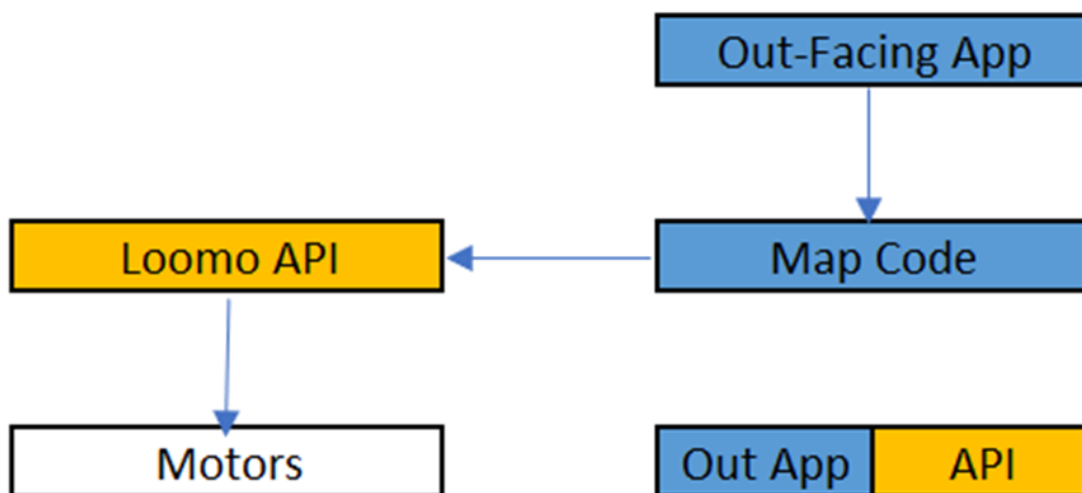 Out-Facing App
Loomo API
Map Code
Motors
Out App
API